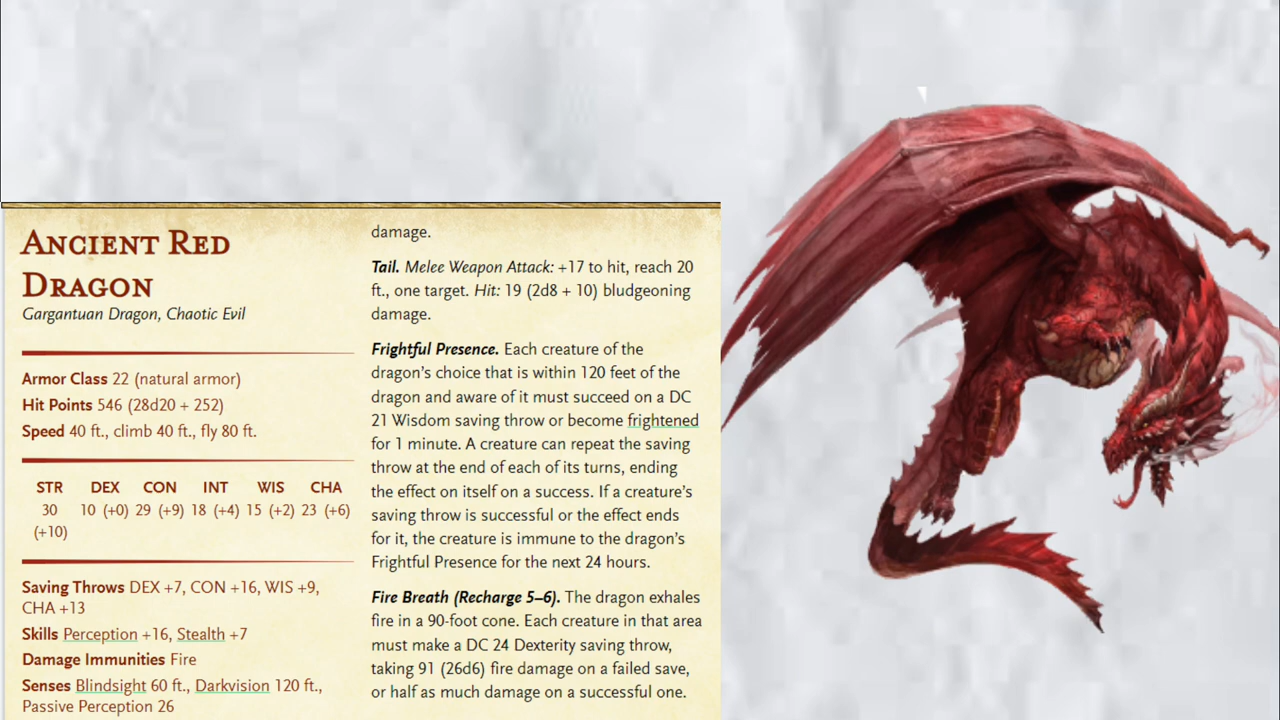 Ancient Red
Dragon
Gargantuan Dragon, Chaotic Evil
Armor Class 22 (natural armor)
Hit Points 546 (28d20 + 252)
Speed 40 ft., climb 40 ft., fly 80 ft.
STR DEX CON INT WIS CHA
30 10 (+0) 29 (+9) 18 (+4) 15 (+2) 23 (+6)
(+10)
Saving Throws DEX +7, CON +16, WIS +9,
CHA +13
Skills Perception +16, Stealth +7
Damage Immunities Fire
Senses Blindsight 60 ft., Darkvision 120 ft.,
Passive Perception 26
damage.
Tail. Melee Weapon Attack: +17 to hit, reach 20
ft., one target. Hit: 19 (2d8 + 10) bludgeoning
damage.
Frightful Presence. Each creature of the
dragon’s choice that is within 120 feet of the
dragon and aware of it must succeed on a DC
21 Wisdom saving throw or become frightened
for 1 minute. A creature can repeat the saving
throw at the end of each of its turns, ending
the effect on itself on a success. If a creature’s
saving throw is successful or the effect ends
for it, the creature is immune to the dragon’s
Frightful Presence for the next 24 hours.
Fire Breath (Recharge 5–6). The dragon exhales
fire in a 90-foot cone. Each creature in that area
must make a DC 24 Dexterity saving throw,
taking 91 (26d6) fire damage on a failed save,
or half as much damage on a successful one.